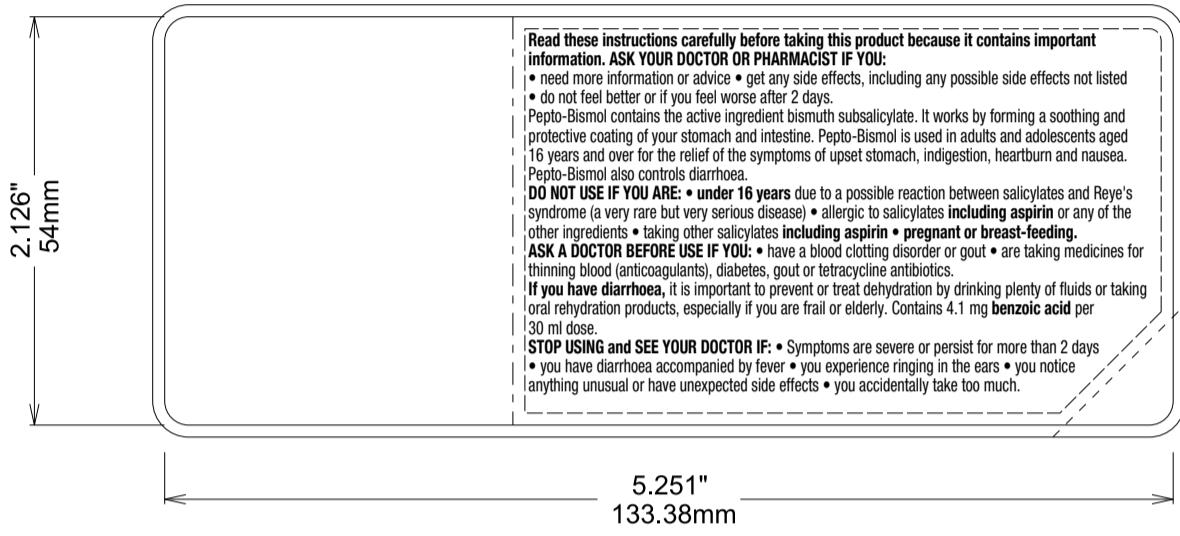 2.126"
54mm
Read these instructions carefully before taking this product because it contains important
information. ASK YOUR DOCTOR OR PHARMACIST IF YOU:
• need more information or advice • get any side effects, including any possible side effects not listed
• do not feel better or if you feel worse after 2 days.
Pepto-Bismol contains the active ingredient bismuth subsalicylate. It works by forming a soothing and
protective coating of your stomach and intestine. Pepto-Bismol is used in adults and adolescents aged
16 years and over for the relief of the symptoms of upset stomach, indigestion, heartburn and nausea.
Pepto-Bismol also controls diarrhoea.
DO NOT USE IF YOU ARE: • under 16 years due to a possible reaction between salicylates and Reye's
syndrome (a very rare but very serious disease) • allergic to salicylates including aspirin or any of the
other ingredients • taking other salicylates including aspirin • pregnant or breast-feeding.
ASK A DOCTOR BEFORE USE IF YOU: • have a blood clotting disorder or gout • are taking medicines for
thinning blood (anticoagulants), diabetes, gout or tetracycline antibiotics.
If you have diarrhoea, it is important to prevent or treat dehydration by drinking plenty of fluids or taking
oral rehydration products, especially if you are frail or elderly. Contains 4.1 mg benzoic acid per
30 ml dose.
STOP USING and SEE YOUR DOCTOR IF: • Symptoms are severe or persist for more than 2 days
• you have diarrhoea accompanied by fever • you experience ringing in the ears • you notice
anything unusual or have unexpected side effects • you accidentally take too much.
5.251"
133.38mm